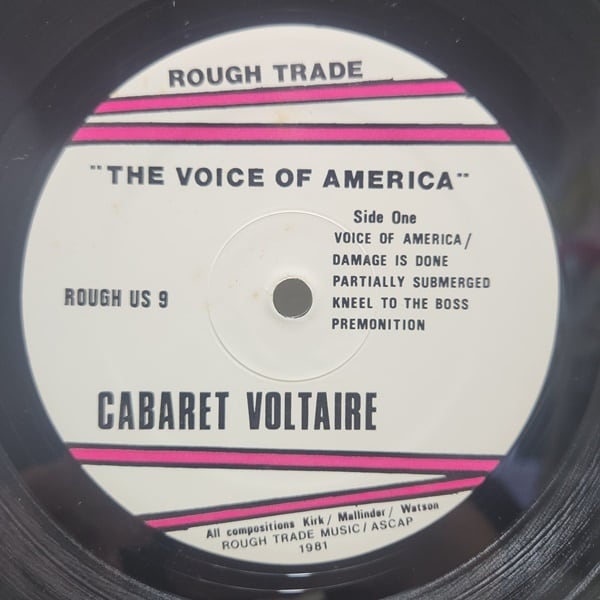 ROUGH TRADE
"THE VOICE OF AMERICA"
Side One
VOICE OF AMERICA/
DAMAGE IS DONE
PARTIALLY SUBMERGED
KNEEL TO THE BOSS
PREMONITION
ROUGH US 9
CABARET VOLTAIRE
All compositions Kirk/ Mallinder/ Watson
ROUGH TRADE MUSIC/ASCAP
1981